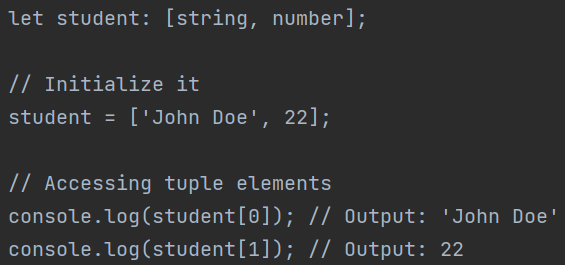 let student: [string, number];
// Initialize it
student = ['John Doe', 22];
// Accessing tuple elements
console.log(student[0]); // Output: 'John Doe'
console.log(student[1]); // Output: 22